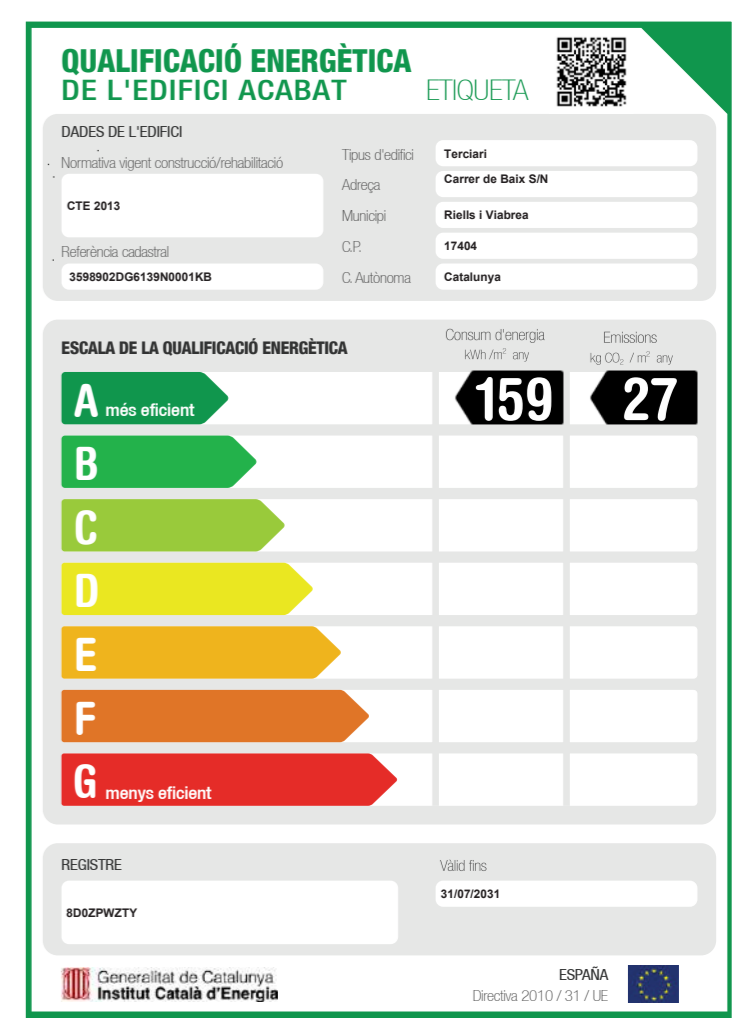 QUALIFICACIÓ ENERGÈTICA
DE L'EDIFICI ACABAT
ETIQUETA
DADES DE L'EDIFICI
Normativa vigent construcció/rehabilitació
CTE 2013
Referència cadastral
3598902DG6139N0001KB
Tipus d'edifici
Terciari
Adreça
Carrer de Baix S/N
Municipi
Riells i Viabrea
C.P.
17404
C. Autònoma
Catalunya
ESCALA DE LA QUALIFICACIÓ ENERGÈTICA
Consum d'energia
kWh /m² any
Emissions
kg CO₂ / m² any
A més eficient
159
27
B
C
D
E
F
G menys eficient
REGISTRE
8D0ZPWZTY
Vàlid fins
31/07/2031
Generalitat de Catalunya
Institut Català d'Energia
ESPAÑA
Directiva 2010 / 31 / UE